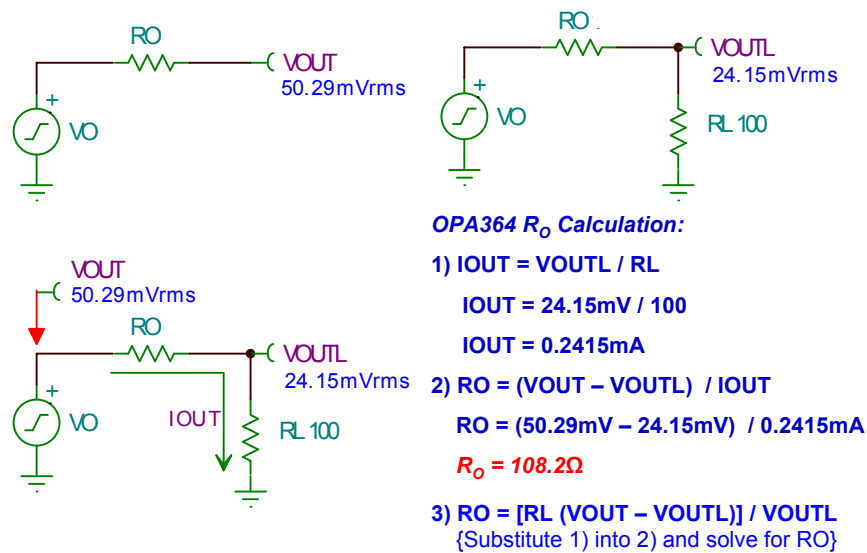 RO
VOUT
50.29mVrms
+
VO
RO
VOUTL
24.15mVrms
+
VO
RL 100
OPA364 RO Calculation:
1) IOUT = VOUTL / RL
IOUT = 24.15mV / 100
IOUT = 0.2415mA
2) RO = (VOUT – VOUTL) / IOUT
RO = (50.29mV – 24.15mV) / 0.2415mA
RO = 108.2Ω
3) RO = [RL (VOUT – VOUTL)] / VOUTL
{Substitute 1) into 2) and solve for RO}
VOUT
50.29mVrms
RO
VOUTL
24.15mVrms
+
VO
IOUT
RL 100